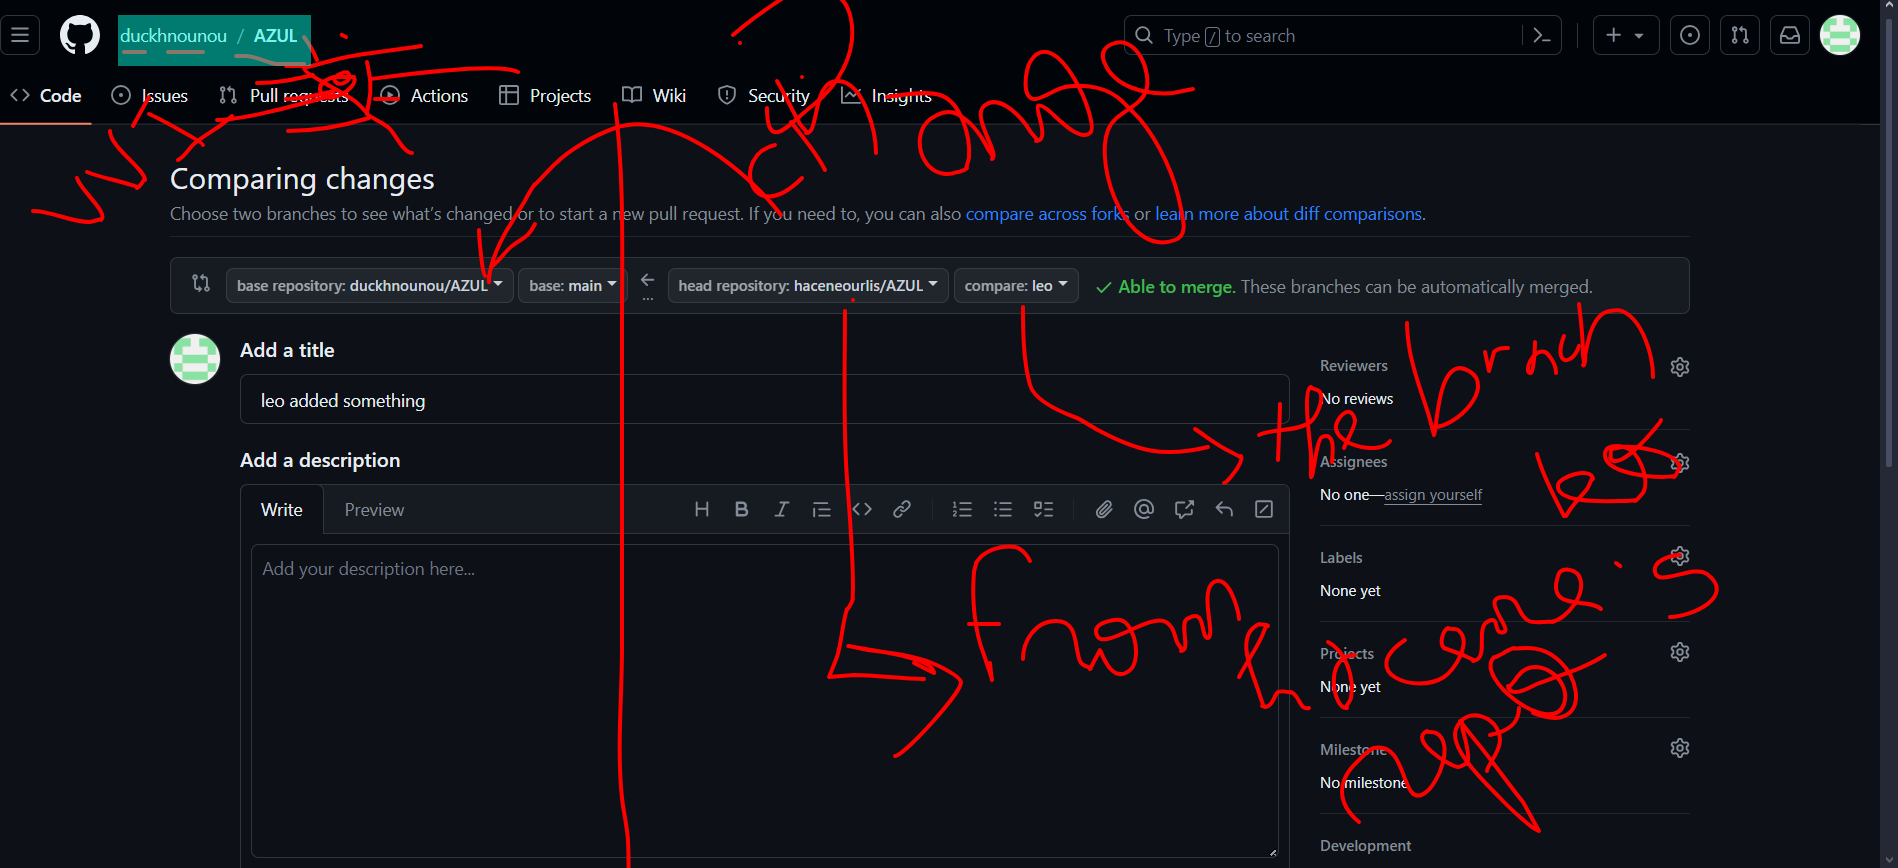 duckhnounou / AZUL
Type / to search
Code
Issues
Pull requests
Actions
Projects
Wiki
Security
Insights
change
Comparing changes
Choose two branches to see what's changed or to start a new pull request. If you need to, you can also compare across forks or learn more about diff comparisons.
base repository: duckhnounou/AZUL
base: main
head repository: haceneourlis/AZUL
compare: leo
Able to merge. These branches can be automatically merged.
Add a title
leo added something
Add a description
Write
Preview
Add your description here...
Reviewers
No reviews
Assignees
No one—assign yourself
Labels
None yet
Projects
None yet
Milestone
No milestone
Development
the brnch
leo
from hacene's
repo